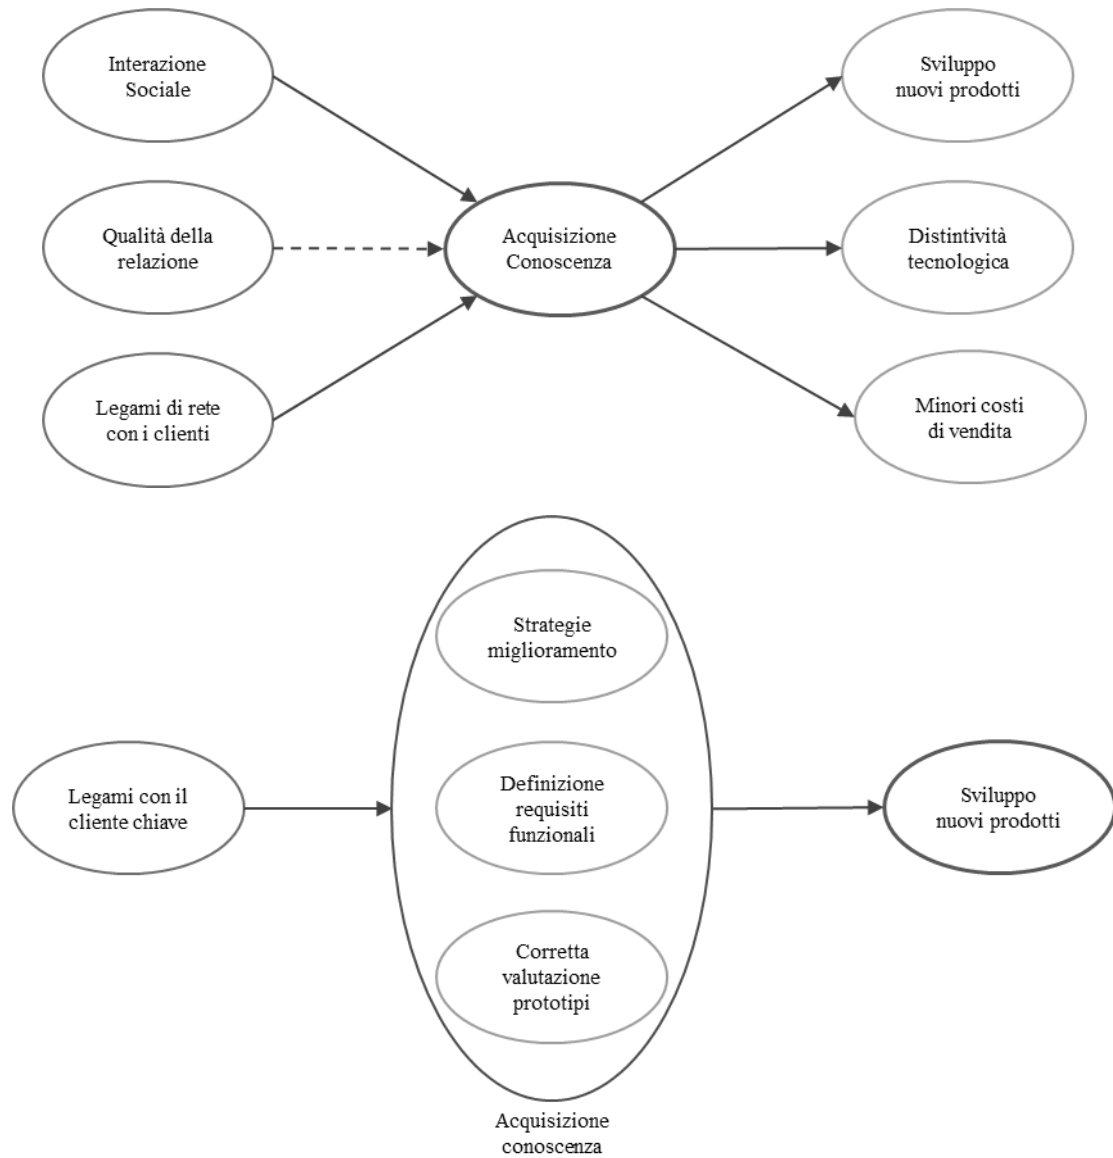 Interazione
Sociale
Sviluppo
nuovi prodotti
Qualità della
relazione
Acquisizione
Conoscenza
Distintività
tecnologica
Legami di rete
con i clienti
Minori costi
di vendita
Strategie
miglioramento
Legami con il
cliente chiave
Definizione
requisiti
funzionali
Sviluppo
nuovi prodotti
Corretta
valutazione
prototipi
Acquisizione
conoscenza